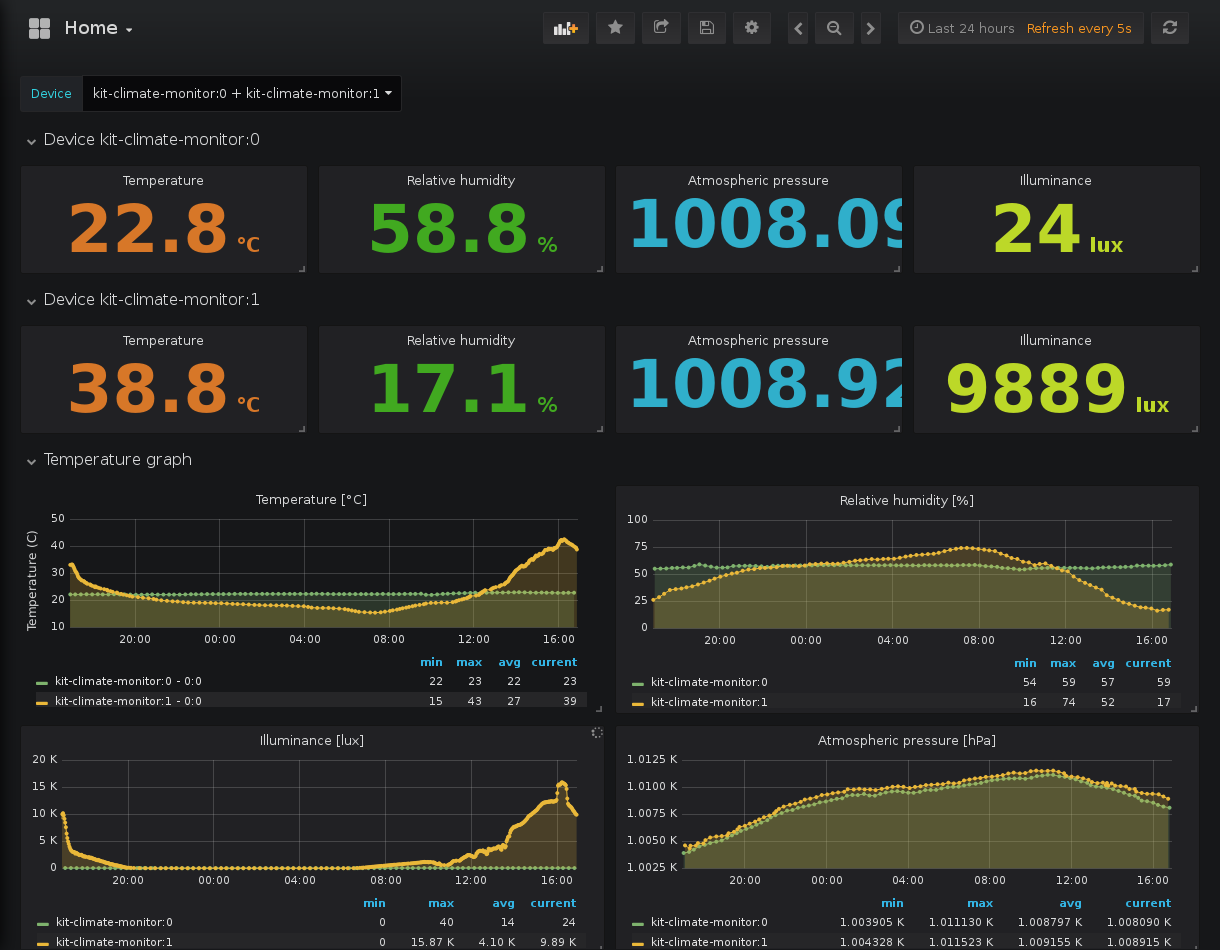 Home
Last 24 hours Refresh every 5s
Device kit-climate-monitor:0 + kit-climate-monitor:1
Device kit-climate-monitor:0
Temperature Relative humidity Atmospheric pressure Illuminance
22.8 °C 58.8 % 1008.09 24 lux
Device kit-climate-monitor:1
Temperature Relative humidity Atmospheric pressure Illuminance
38.8 °C 17.1 % 1008.92 9889 lux
Temperature graph
Temperature [°C]
Temperature (C)
50
40
30
20
10
20:00 00:00 04:00 08:00 12:00 16:00
min max avg current
kit-climate-monitor:0 - 0:0 22 23 22 23
kit-climate-monitor:1 - 0:0 15 43 27 39
Relative humidity [%]
100
75
50
25
0
20:00 00:00 04:00 08:00 12:00 16:00
min max avg current
kit-climate-monitor:0 54 59 57 59
kit-climate-monitor:1 16 74 52 17
Illuminance [lux]
20 K
15 K
10 K
5 K
0
20:00 00:00 04:00 08:00 12:00 16:00
min max avg current
kit-climate-monitor:0 0 40 14 24
kit-climate-monitor:1 0 15.87 K 4.10 K 9.89 K
Atmospheric pressure [hPa]
1.0125 K
1.0100 K
1.0075 K
1.0050 K
1.0025 K
20:00 00:00 04:00 08:00 12:00 16:00
min max avg current
kit-climate-monitor:0 1.003905 K 1.011130 K 1.008797 K 1.008090 K
kit-climate-monitor:1 1.004328 K 1.011523 K 1.009155 K 1.008915 K